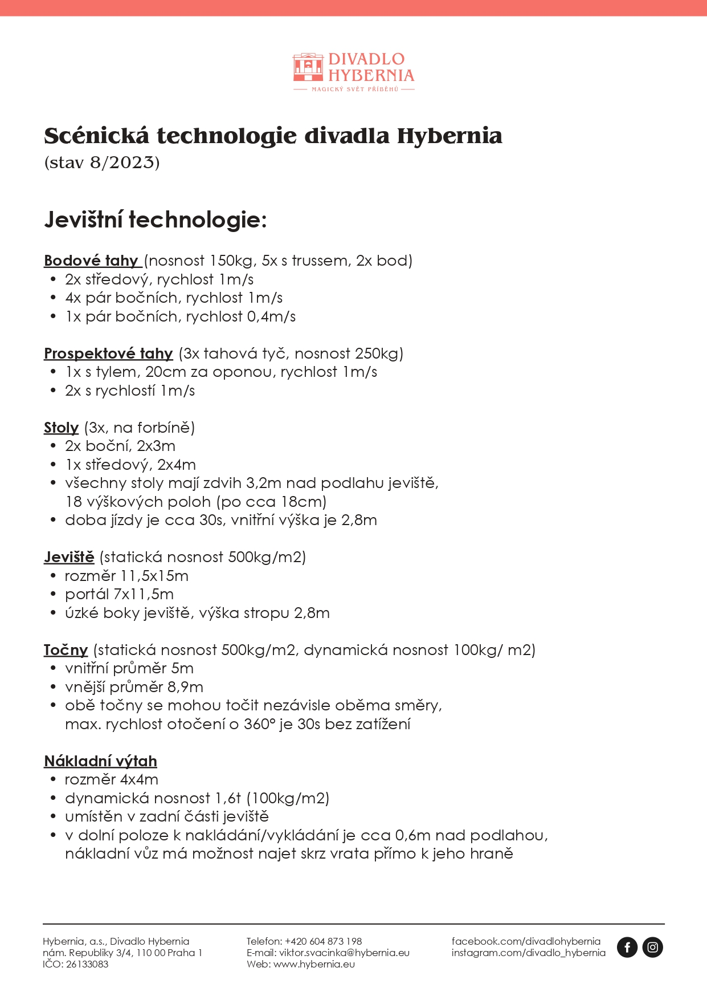 DIVADLO
HYBERNIA
MAGICKÝ SVĚT PŘÍBĚHŮ
Scénická technologie divadla Hybernia
(stav 8/2023)
Jevištní technologie:
Bodové tahy (nosnost 150kg, 5x s trussem, 2x bod)
• 2x středový, rychlost 1m/s
• 4x pár bočních, rychlost 1m/s
• 1x pár bočních, rychlost 0,4m/s
Prospektové tahy (3x tahová tyč, nosnost 250kg)
• 1x s tylem, 20cm za oponou, rychlost 1m/s
• 2x s rychlostí 1m/s
Stoly (3x, na forbíně)
• 2x boční, 2x3m
• 1x středový, 2x4m
• všechny stoly mají zdvih 3,2m nad podlahu jeviště,
18 výškových poloh (po cca 18cm)
• doba jízdy je cca 30s, vnitřní výška je 2,8m
Jeviště (statická nosnost 500kg/m2)
• rozměr 11,5x15m
• portál 7x11,5m
• úzké boky jeviště, výška stropu 2,8m
Točny (statická nosnost 500kg/m2, dynamická nosnost 100kg/ m2)
• vnitřní průměr 5m
• vnější průměr 8,9m
• obě točny se mohou točit nezávisle oběma směry,
max. rychlost otočení o 360° je 30s bez zatížení
Nákladní výtah
• rozměr 4x4m
• dynamická nosnost 1,6t (100kg/m2)
• umístěn v zadní části jeviště
• v dolní poloze k nakládání/vykládání je cca 0,6m nad podlahou,
nákladní vůz má možnost najet skrz vrata přímo k jeho hraně
Hybernia, a.s., Divadlo Hybernia
nám. Republiky 3/4, 110 00 Praha 1
IČO: 26133083
Telefon: +420 604 873 198
E-mail: viktor.svacinka@hybernia.eu
Web: www.hybernia.eu
facebook.com/divadlohybernia
instagram.com/divadlo_hybernia